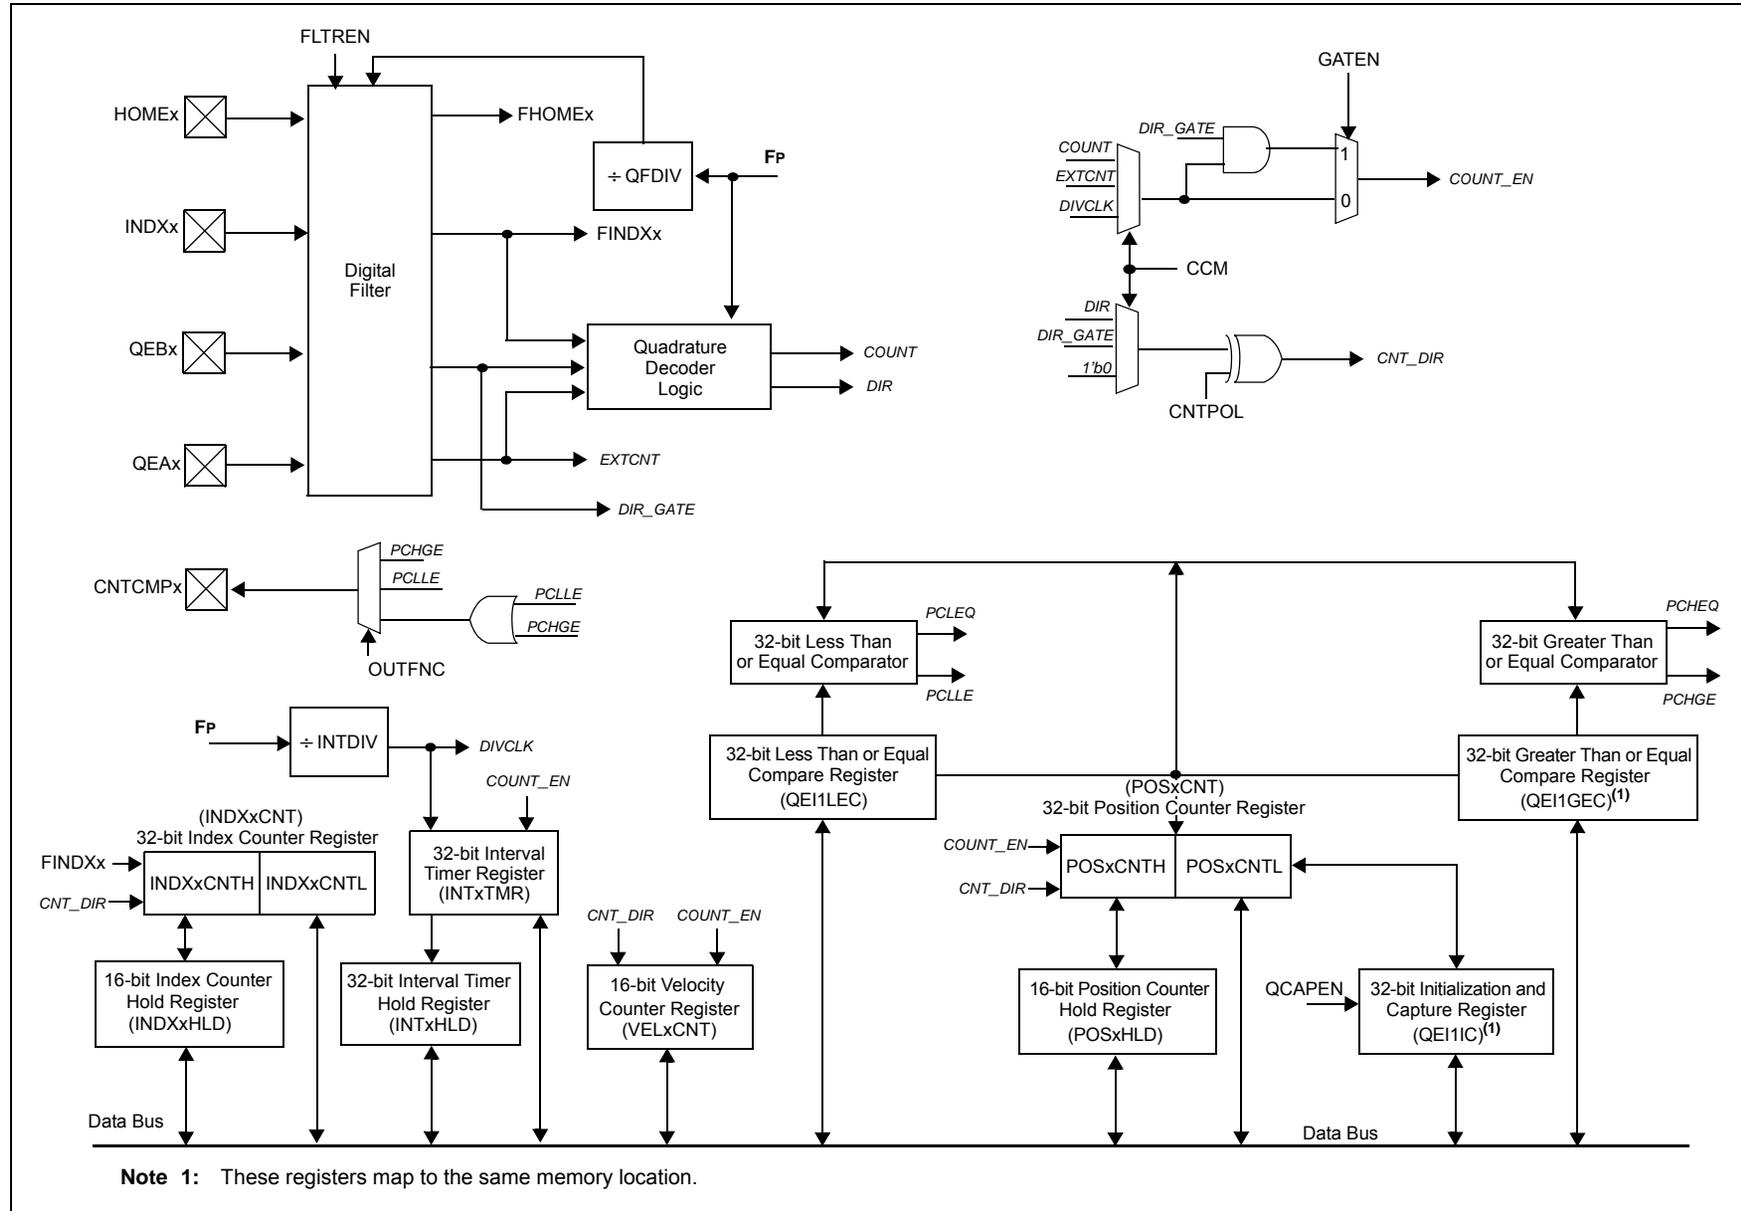 FLTREN
HOMEx
FHOMEx
÷ QFDIV
FP
INDXx
FINDXx
Digital
Filter
QEBx
Quadrature
Decoder
Logic
COUNT
DIR
QEAx
EXTCNT
DIR_GATE
GATEN
DIR_GATE
COUNT
EXTCNT
DIVCLK
1
0
COUNT_EN
CCM
DIR
DIR_GATE
1'b0
CNT_DIR
CNTPOL
CNTCMPx
PCHGE
PCLLE
PCLLE
PCHGE
OUTFNC
32-bit Less Than
or Equal Comparator
PCLEQ
PCLLE
32-bit Greater Than
or Equal Comparator
PCHEQ
PCHGE
FP
÷ INTDIV
DIVCLK
COUNT_EN
32-bit Less Than or Equal
Compare Register
(QEI1LEC)
(POSxCNT)
32-bit Position Counter Register
32-bit Greater Than or Equal
Compare Register
(QEI1GEC)(1)
(INDXxCNT)
32-bit Index Counter Register
FINDXx
CNT_DIR
INDXxCNTH
INDXxCNTL
32-bit Interval
Timer Register
(INTxTMR)
COUNT_EN
CNT_DIR
POSxCNTH
POSxCNTL
CNT_DIR
COUNT_EN
16-bit Index Counter
Hold Register
(INDXxHLD)
32-bit Interval Timer
Hold Register
(INTxHLD)
16-bit Velocity
Counter Register
(VELxCNT)
16-bit Position Counter
Hold Register
(POSxHLD)
QCAPEN
32-bit Initialization and
Capture Register
(QEI1IC)(1)
Data Bus
Data Bus
Note 1: These registers map to the same memory location.